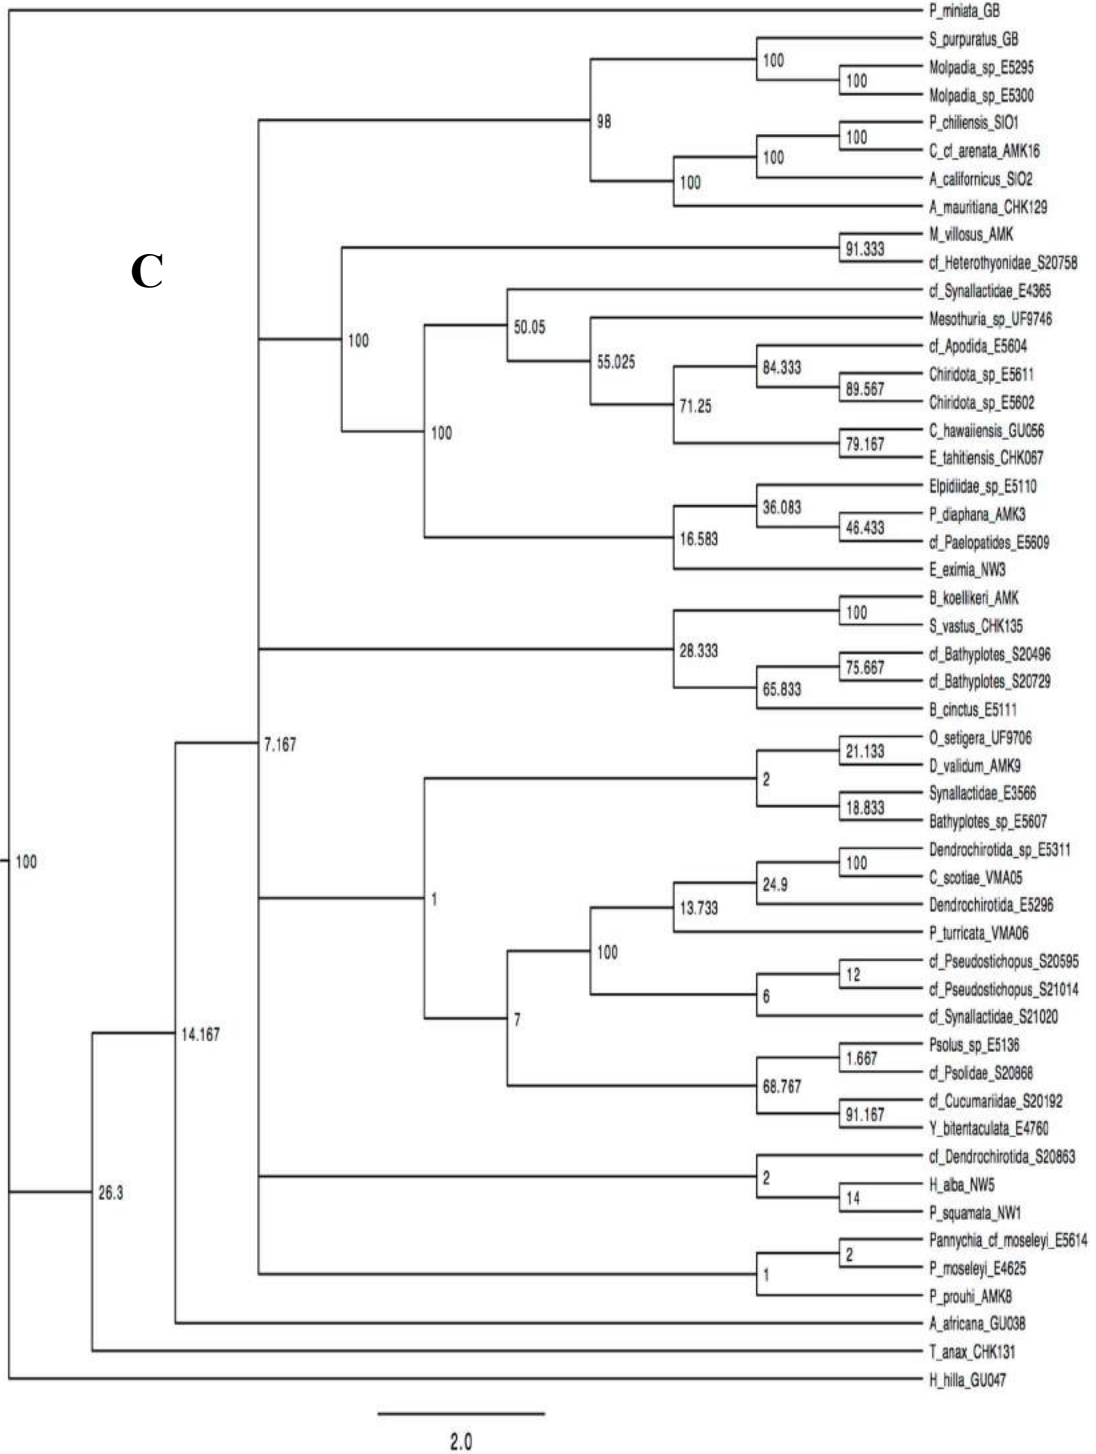 P_miniata_GB
S_purpuratus_GB
100
Molpadia_sp_E5295
100
Molpadia_sp_E5300
98
P_chiliensis_SIO1
100
C_cf_arenata_AMK16
100
A_californicus_SIO2
100
A_mauritiana_CHK129
M_villosus_AMK
91.333
cf_Heterothyonidae_S20758
C
cf_Synallactidae_E4365
50.05
Mesothuria_sp_UF9746
100
cf_Apodida_E5604
55.025
84.333
Chiridota_sp_E5611
89.567
Chiridota_sp_E5602
71.25
C_hawaiiensis_GU056
100
79.167
E_tahitiensis_CHK067
Elpidiidae_sp_E5110
36.083
P_diaphana_AMK3
46.433
16.583
cf_Paelopatides_E5609
E_eximia_NW3
B_koellikeri_AMK
100
S_vastus_CHK135
28.333
cf_Bathyplotes_S20496
75.667
cf_Bathyplotes_S20729
65.833
B_cinctus_E5111
O_setigera_UF9706
7.167
21.133
D_validum_AMK9
2
Synallactidae_E3566
18.833
Bathyplotes_sp_E5607
Dendrochirotida_sp_E5311
100
100
C_scotiae_VMA05
24.9
1
Dendrochirotida_E5296
13.733
P_turricata_VMA06
100
cf_Pseudostichopus_S20595
12
cf_Pseudostichopus_S21014
6
cf_Synallactidae_S21020
7
14.167
Psolus_sp_E5136
1.667
cf_Psolidae_S20868
68.767
cf_Cucumariidae_S20192
91.167
Y_bitentaculata_E4760
cf_Dendrochirotida_S20863
2
H_alba_NW5
26.3
14
P_squamata_NW1
Pannychia_cf_moseleyi_E5614
2
P_moseleyi_E4625
1
P_prouhi_AMK8
A_africana_GU038
T_anax_CHK131
H_hilla_GU047
2.0